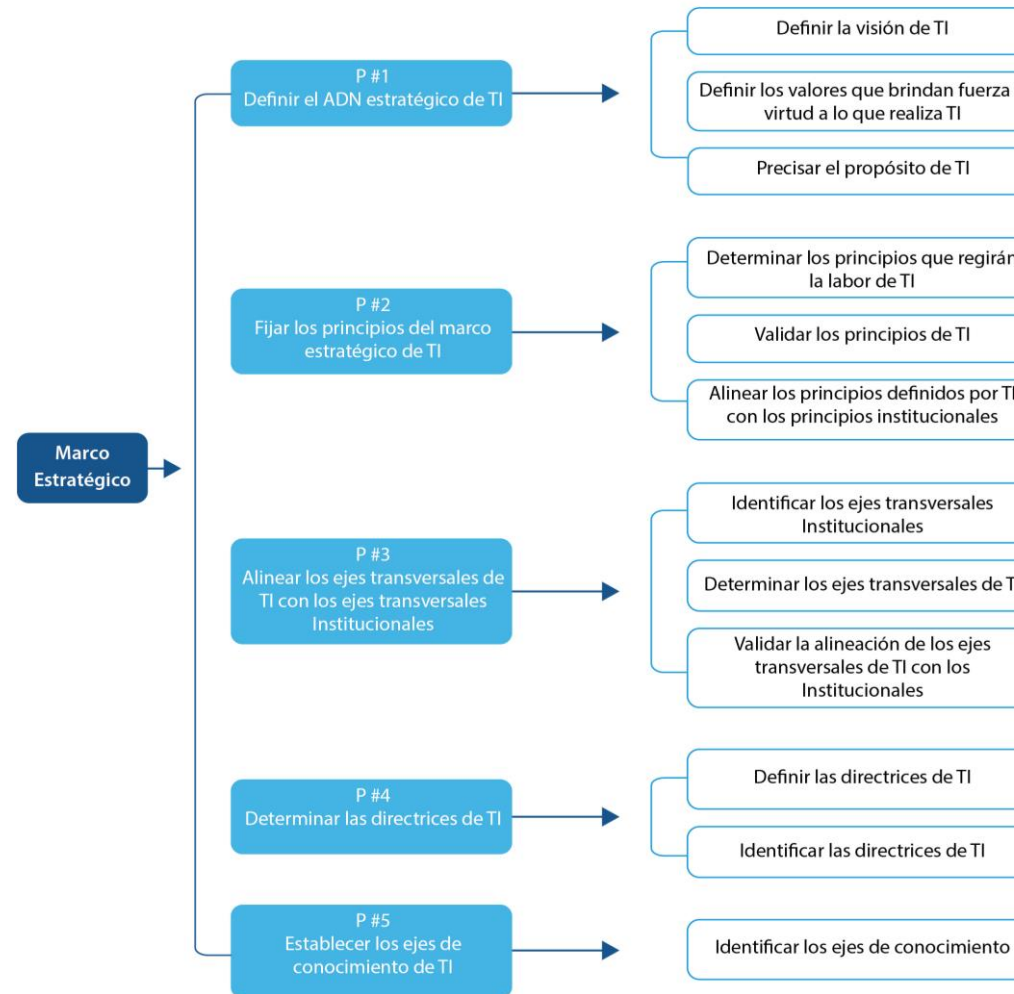 Marco
Estratégico
P #1
Definir el ADN estratégico de TI
Definir la visión de TI
Definir los valores que brindan fuerza
virtud a lo que realiza TI
Precisar el propósito de TI
P #2
Fijar los principios del marco
estratégico de TI
Determinar los principios que regirán
la labor de TI
Validar los principios de TI
Alinear los principios definidos por TI
con los principios institucionales
P #3
Alinear los ejes transversales de
TI con los ejes transversales
Institucionales
Identificar los ejes transversales
Institucionales
Determinar los ejes transversales de
Validar la alineación de los ejes
transversales de TI con los
Institucionales
P #4
Determinar las directrices de TI
Definir las directrices de TI
Identificar las directrices de TI
P #5
Establecer los ejes de
conocimiento de TI
Identificar los ejes de conocimiento